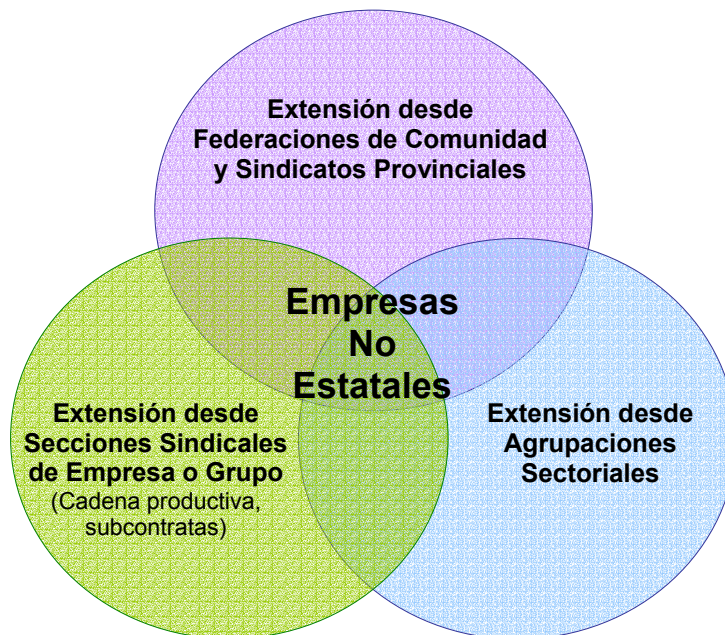 Extensión desde
Federaciones de Comunidad
y Sindicatos Provinciales
Empresas
No
Estatales
Extensión desde
Secciones Sindicales
de Empresa o Grupo
(Cadena productiva,
subcontratas)
Extensión desde
Agrupaciones
Sectoriales